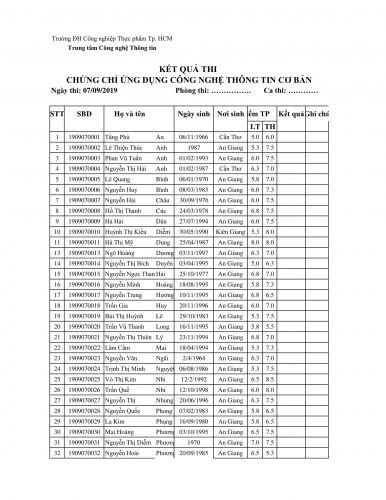 Trường ĐH Công nghiệp Thực phẩm Tp. HCM
Trung tâm Công nghệ Thông tin
KẾT QUẢ THI
CHỨNG CHỈ ỨNG DỤNG CÔNG NGHỆ THÔNG TIN CƠ BẢN
Ngày thi: 07/09/2019 Phòng thi: ……………. Ca thi: …………
STT SBD Họ và tên Ngày sinh Nơi sinh ểm TP Kết quả Ghi chú
LT TH
1 1909070001 Tăng Phú An 06/11/1966 Cần Thơ 5.0 6.0
2 1909070002 Lê Thiện Thúc Anh 1987 An Giang 5.3 7.5
3 1909070003 Phan Vũ Tuấn Anh 01/02/1993 An Giang 6.0 7.5
4 1909070004 Nguyễn Thị Hải Anh 01/02/1987 Cần Thơ 6.3 7.0
5 1909070005 Lê Quang Bình 06/01/1970 An Giang 5.8 7.0
6 1909070006 Nguyễn Huy Bình 08/03/1983 An Giang 6.0 7.3
7 1909070007 Nguyễn Hải Châu 30/09/1976 An Giang 6.0 7.5
8 1909070008 Hồ Thị Thanh Cúc 24/03/1978 An Giang 6.8 7.5
9 1909070009 Hà Hải Dân 27/07/1994 An Giang 6.0 7.5
10 1909070010 Huỳnh Thị Kiều Diễm 30/05/1990 Kiên Giang 5.3 8.0
11 1909070011 Hà Thị Mỹ Dung 25/04/1987 An Giang 8.0 8.0
12 1909070013 Ngô Hoàng Dương 03/11/1997 An Giang 6.3 7.0
13 1909070014 Nguyễn Thị Bích Duyên 03/04/1995 An Giang 5.0 6.3
14 1909070015 Nguyễn Ngọc Than Hải 25/10/1977 An Giang 6.8 7.0
16 1909070016 Nguyễn Minh Hoàng 18/08/1995 An Giang 5.8 7.3
17 1909070017 Nguyễn Trung Hương 10/11/1995 An Giang 6.8 6.5
18 1909070018 Trần Gia Huy 20/11/1996 An Giang 6.0 7.0
19 1909070019 Bùi Thị Huỳnh Lê 29/10/1983 An Giang 5.3 7.5
20 1909070020 Trần Vũ Thanh Long 16/11/1995 An Giang 5.8 5.5
21 1909070021 Nguyễn Thị Thiên Lý 23/11/1994 An Giang 6.8 7.0
22 1909070022 Lâm Cẩm Mai 18/04/1994 An Giang 5.3 7.3
23 1909070023 Nguyễn Văn Ngãi 2/4/1964 An Giang 6.3 7.0
24 1909070024 Trịnh Thị Minh Nguyệt 06/08/1986 An Giang 5.3 7.5
25 1909070025 Võ Thị Kim Nhi 12/2/1992 An Giang 6.5 8.5
26 1909070026 Trần Quế Nhi 12/10/1998 An Giang 6.0 8.0
27 1909070027 Nguyễn Thị Nhung 20/06/1996 An Giang 6.3 7.5
28 1909070028 Nguyễn Quốc Phong 07/02/1983 An Giang 5.8 6.5
29 1909070029 La Kim Phụng 16/09/1980 An Giang 5.8 6.5
30 1909070030 Mai Hoàng Phương 03/10/1995 An Giang 6.5 7.5
31 1909070031 Nguyễn Thị Diễm Phương 1970 An Giang 7.0 7.5
32 1909070032 Nguyễn Hoài Phương 20/09/1985 An Giang 6.5 5.3